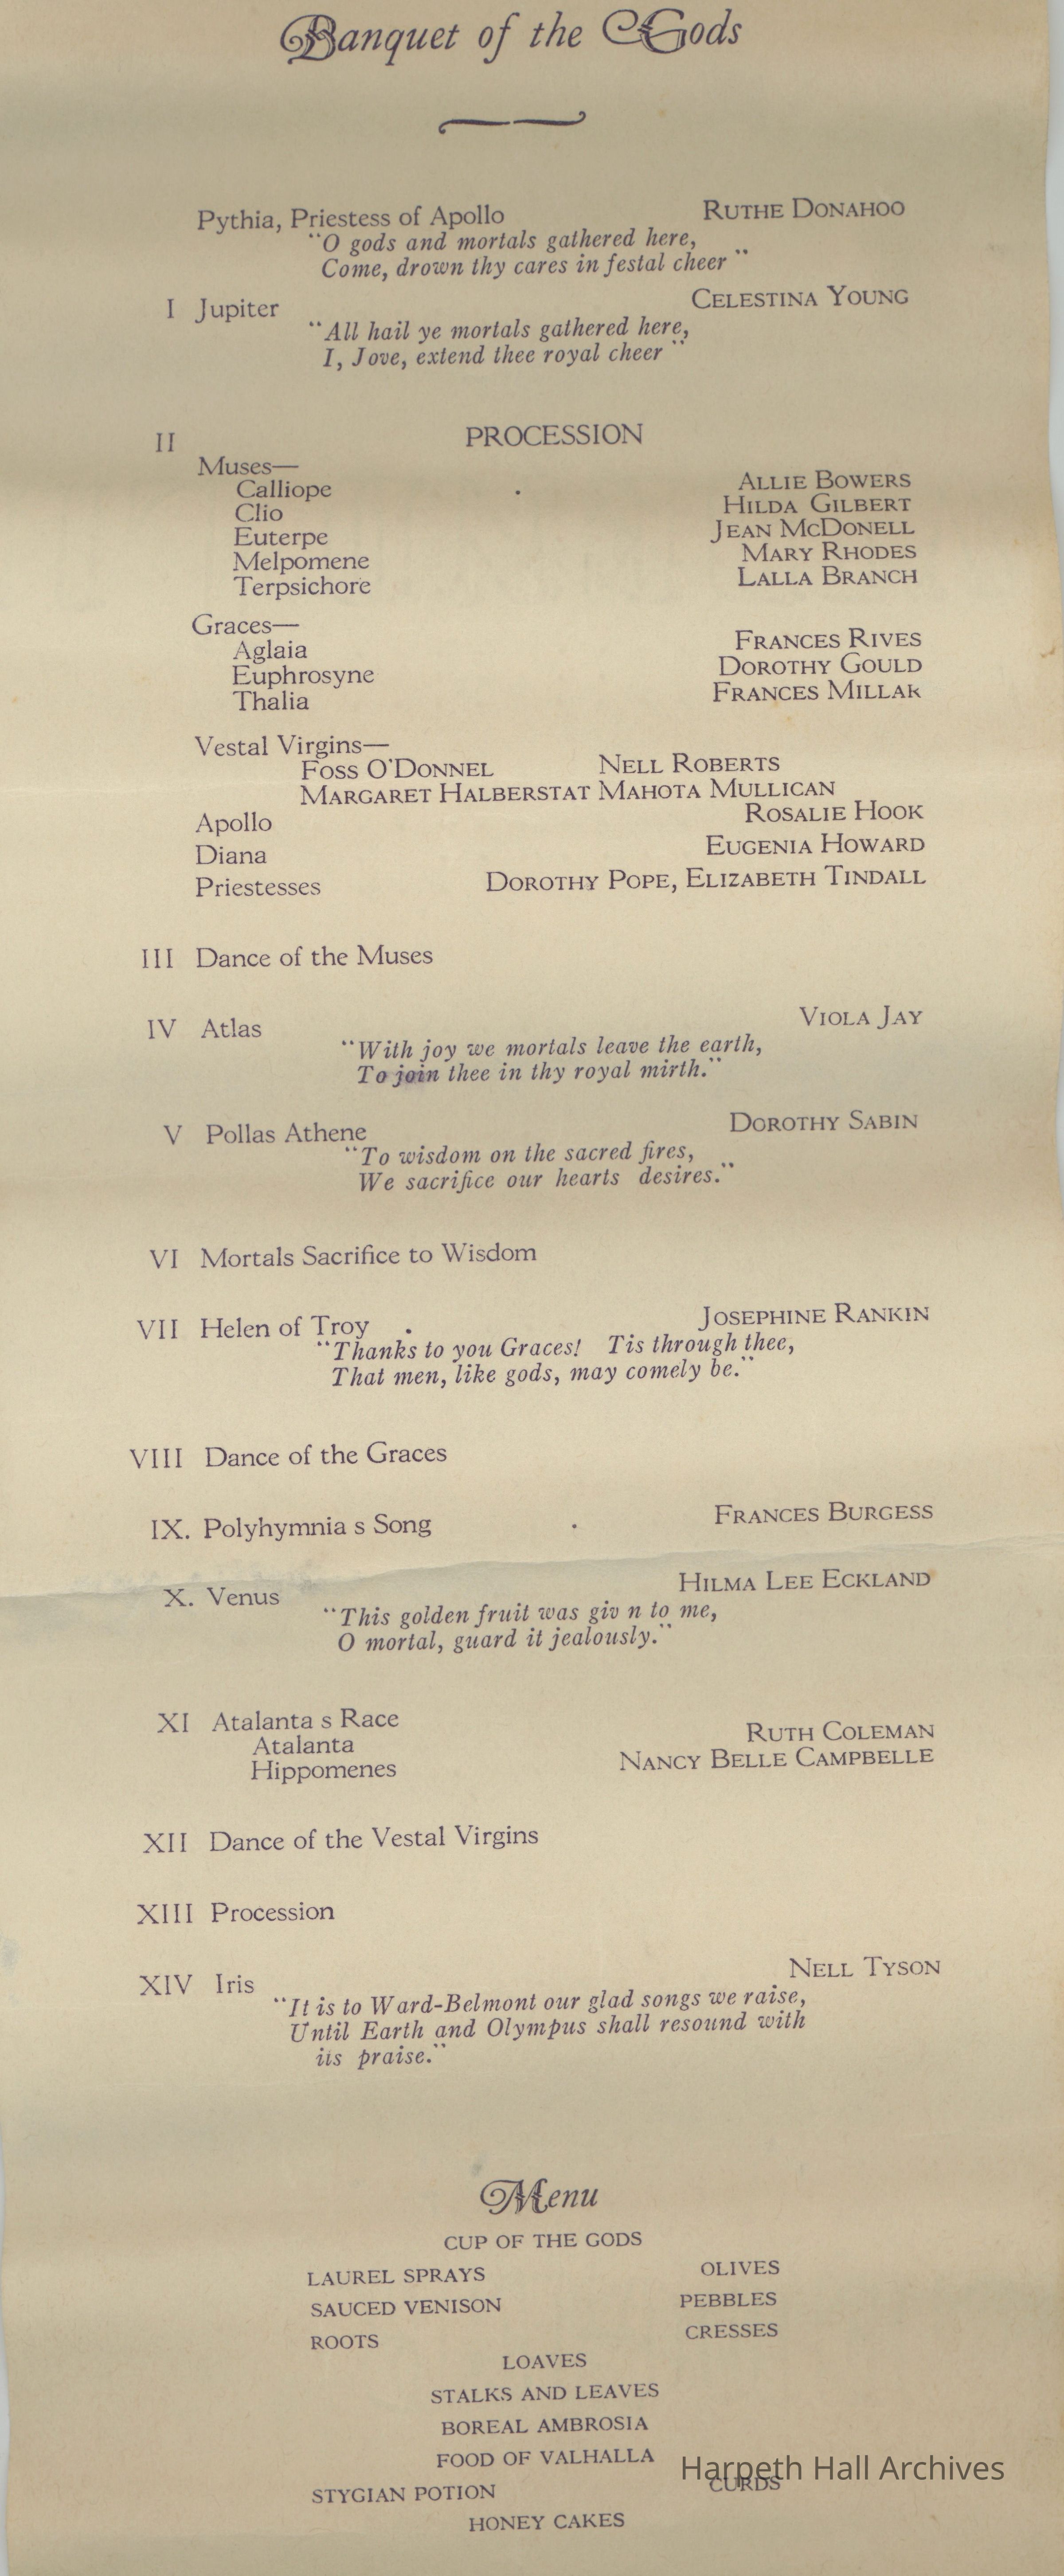 Banquet of the Gods
Pythia, Priestess of Apollo RUTHE DONAHOO
"O gods and mortals gathered here,
Come, drown thy cares in festal cheer"
I Jupiter CELESTINA YOUNG
"All hail ye mortals gathered here,
I, Jove, extend thee royal cheer"
II PROCESSION
Muses—
Calliope ALLIE BOWERS
Clio HILDA GILBERT
Euterpe JEAN MCDONELL
Melpomene MARY RHODES
Terpsichore LALLA BRANCH
Graces—
Aglaia FRANCES RIVES
Euphrosyne DOROTHY GOULD
Thalia FRANCES MILLAR
Vestal Virgins—
FOSS O'DONNEL NELL ROBERTS
MARGARET HALBERSTAT MAHOTA MULLICAN
Apollo ROSALIE HOOK
Diana EUGENIA HOWARD
Priestesses DOROTHY POPE, ELIZABETH TINDALL
III Dance of the Muses
IV Atlas VIOLA JAY
"With joy we mortals leave the earth,
To join thee in thy royal mirth."
V Pollas Athene DOROTHY SABIN
"To wisdom on the sacred fires,
We sacrifice our hearts desires."
VI Mortals Sacrifice to Wisdom
VII Helen of Troy JOSEPHINE RANKIN
"Thanks to you Graces! Tis through thee,
That men, like gods, may comely be."
VIII Dance of the Graces
IX. Polyhymnia s Song FRANCES BURGESS
X. Venus HILMA LEE ECKLAND
"This golden fruit was giv n to me,
O mortal, guard it jealously."
XI Atalanta s Race
Atalanta RUTH COLEMAN
Hippomenes NANCY BELLE CAMPBELLE
XII Dance of the Vestal Virgins
XIII Procession
XIV Iris NELL TYSON
"It is to Ward-Belmont our glad songs we raise,
Until Earth and Olympus shall resound with
its praise."
Menu
CUP OF THE GODS
LAUREL SPRAYS OLIVES
SAUCED VENISON PEBBLES
ROOTS CRESSES
LOAVES
STALKS AND LEAVES
BOREAL AMBROSIA
FOOD OF VALHALLA
Harpeth Hall Archives
STYGIAN POTION CURDS
HONEY CAKES